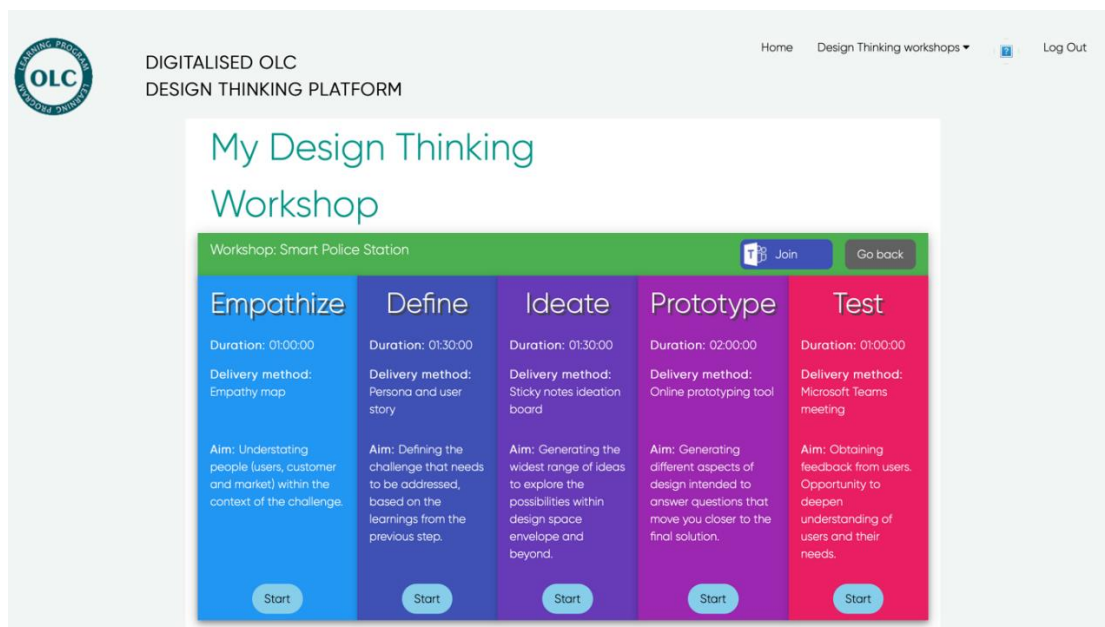 LEARNING PROGRAM LEARNING PROGRAM
OLC
DIGITALISED OLC
DESIGN THINKING PLATFORM
Home
Design Thinking workshops
Log Out
My Design Thinking
Workshop
Workshop: Smart Police Station
Join
Go back
Empathize
Duration: 01:00:00
Delivery method:
Empathy map
Aim: Understating
people (users, customer
and market) within the
context of the challenge.
Start
Define
Duration: 01:30:00
Delivery method:
Persona and user
story
Aim: Defining the
challenge that needs
to be addressed,
based on the
learnings from the
previous step.
Start
Ideate
Duration: 01:30:00
Delivery method:
Sticky notes ideation
board
Aim: Generating the
widest range of ideas
to explore the
possibilities within
design space
envelope and
beyond.
Start
Prototype
Duration: 02:00:00
Delivery method:
Online prototyping tool
Aim: Generating
different aspects of
design intended to
answer questions that
move you closer to the
final solution.
Start
Test
Duration: 01:00:00
Delivery method:
Microsoft Teams
meeting
Aim: Obtaining
feedback from users.
Opportunity to
deepen
understanding of
users and their
needs.
Start